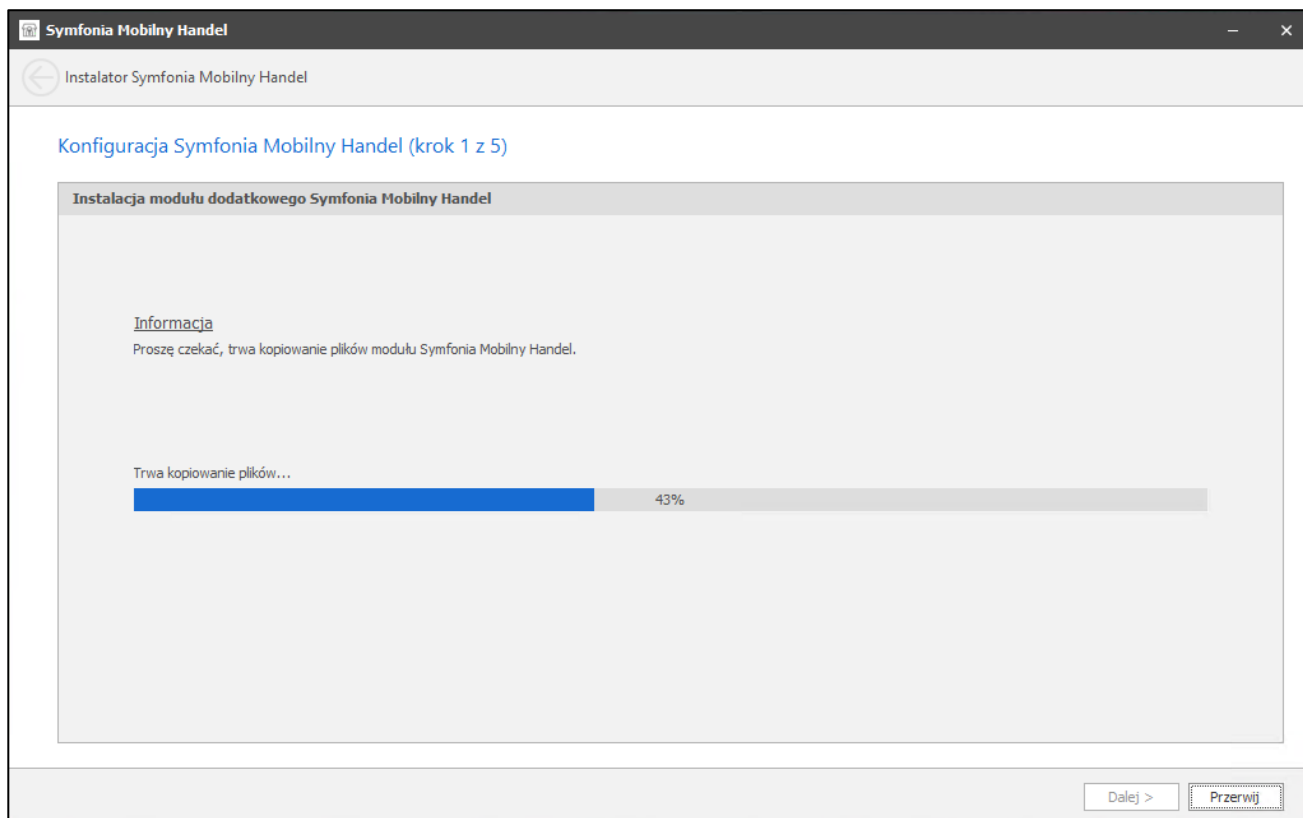 Symfonia Mobilny Handel
Instalator Symfonia Mobilny Handel
Konfiguracja Symfonia Mobilny Handel (krok 1 z 5)
Instalacja modułu dodatkowego Symfonia Mobilny Handel
Informacja
Proszę czekać, trwa kopiowanie plików modułu Symfonia Mobilny Handel.
Trwa kopiowanie plików...
43%
Dalej > Przerwij